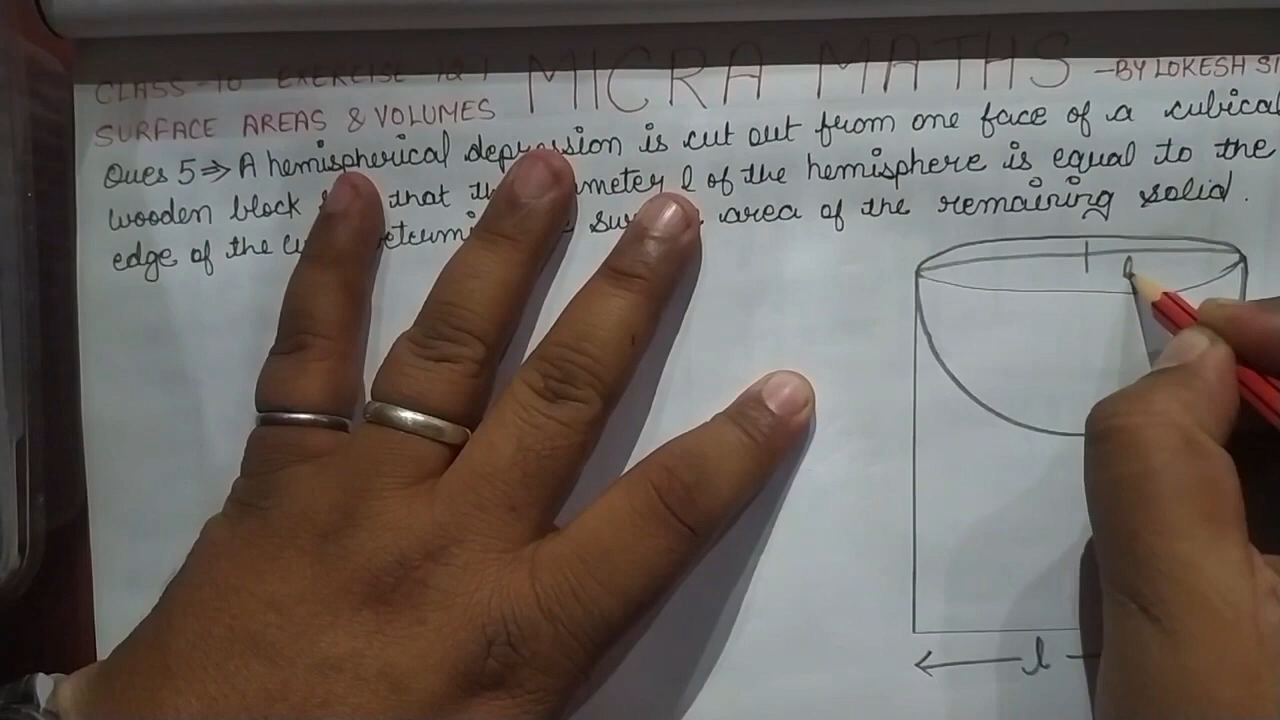 CLASS-10 EXERCISE MICRA MATHS -BY LOKESH
SURFACE AREAS & VOLUMES
Ques 5⇒ A hemispherical depression is cut out from one face of a cubical
wooden block that l of the hemisphere is equal to the
edge of the area of the remaining solid.
l
l